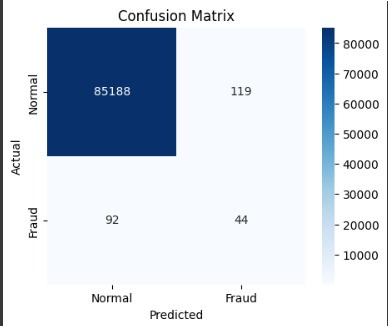 Confusion Matrix
Actual
Normal
85188
119
Fraud
92
44
Normal
Fraud
Predicted
80000
70000
60000
50000
40000
30000
20000
10000